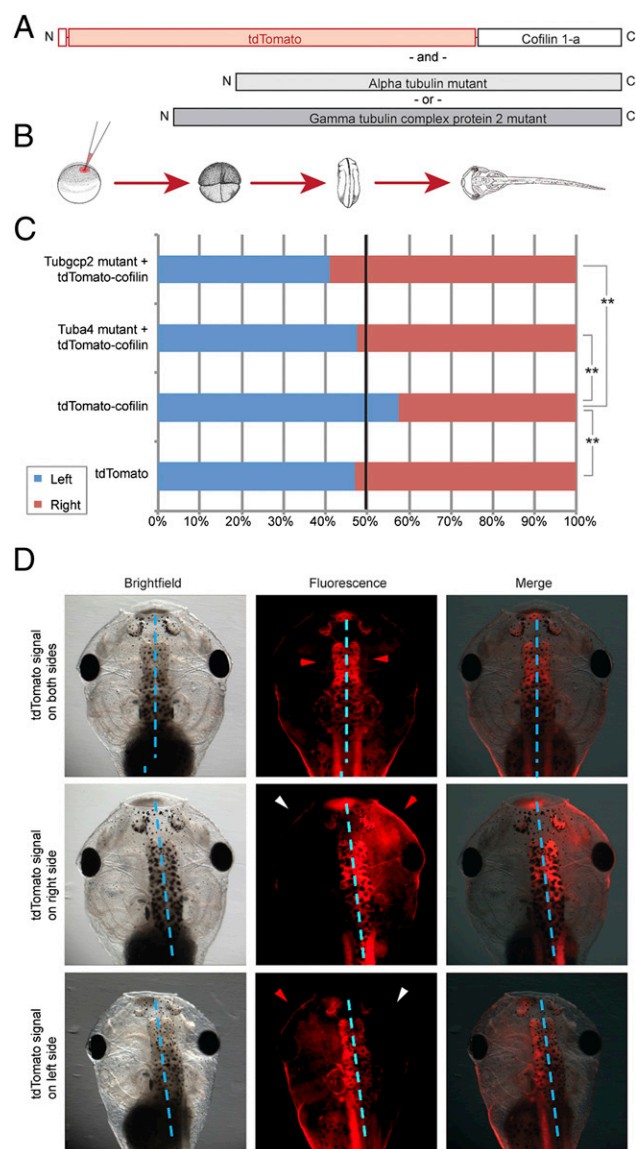 A
N tdTomato Cofilin 1-a C
- and -
N Alpha tubulin mutant C
- or -
N Gamma tubulin complex protein 2 mutant C
B
C
Tubgcp2 mutant +
tdTomato-cofilin
Tuba4 mutant +
tdTomato-cofilin
tdTomato-cofilin
tdTomato
**
**
**
Left
Right
0% 10% 20% 30% 40% 50% 60% 70% 80% 90% 100%
D
Brightfield Fluorescence Merge
tdTomato signal
on both sides
tdTomato signal
on right side
tdTomato signal
on left side